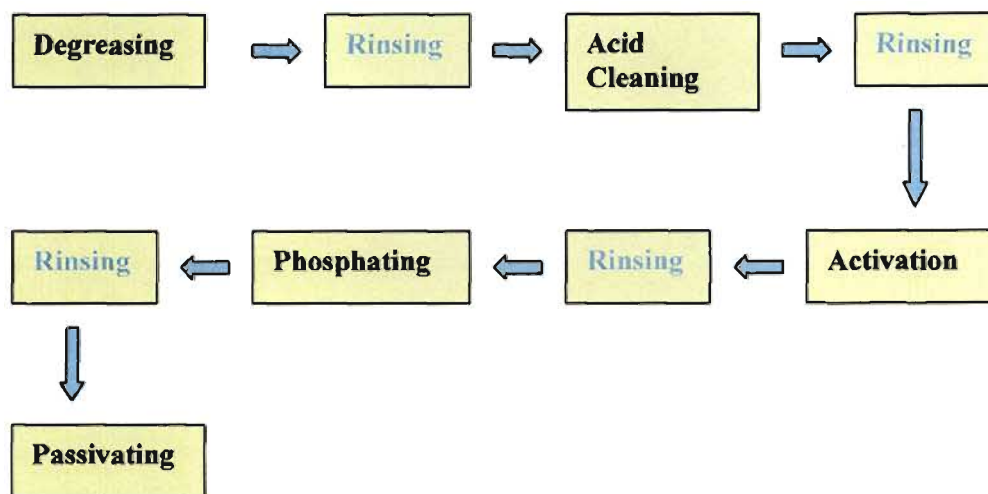 Degreasing
Rinsing
Acid
Cleaning
Rinsing
Activation
Rinsing
Phosphating
Rinsing
Passivating